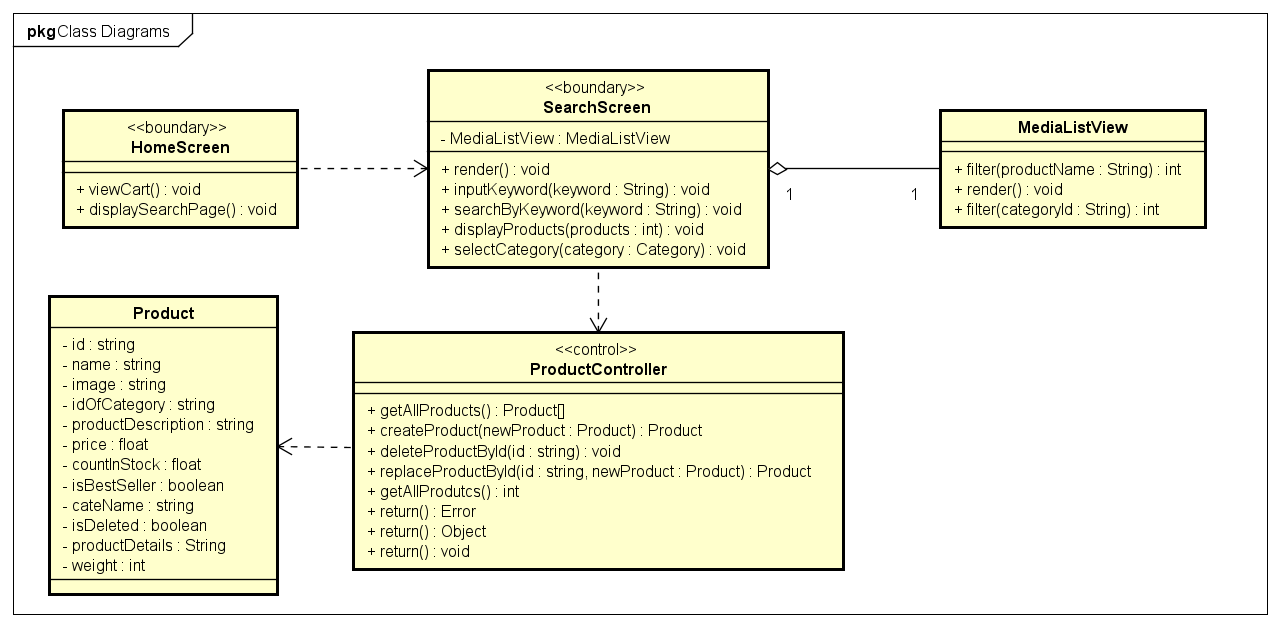 pkg Class Diagrams
<<boundary>>
HomeScreen
+ viewCart() : void
+ displaySearchPage() : void
<<boundary>>
SearchScreen
- MediaListView : MediaListView
+ render() : void
+ inputKeyword(keyword : String) : void
+ searchByKeyword(keyword : String) : void
+ displayProducts(products : int) : void
+ selectCategory(category : Category) : void
1
1
MediaListView
+ filter(productName : String) : int
+ render() : void
+ filter(categoryId : String) : int
Product
- id : string
- name : string
- image : string
- idOfCategory : string
- productDescription : string
- price : float
- countInStock : float
- isBestSeller : boolean
- cateName : string
- isDeleted : boolean
- productDetails : String
- weight : int
<<control>>
ProductController
+ getAllProducts() : Product[]
+ createProduct(newProduct : Product) : Product
+ deleteProductById(id : string) : void
+ replaceProductById(id : string, newProduct : Product) : Product
+ getAllProdutcs() : int
+ return() : Error
+ return() : Object
+ return() : void